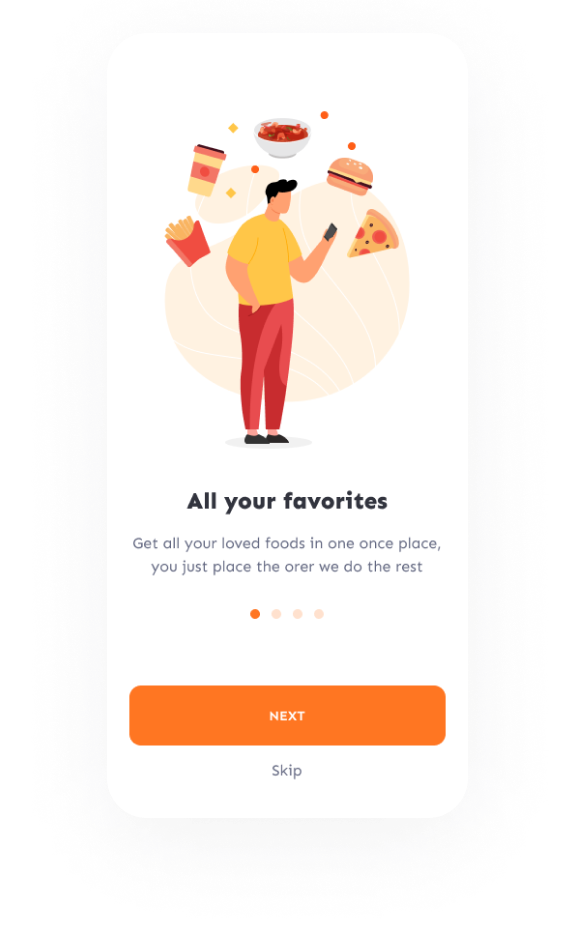 All your favorites
Get all your loved foods in one once place,
you just place the orer we do the rest
NEXT
Skip